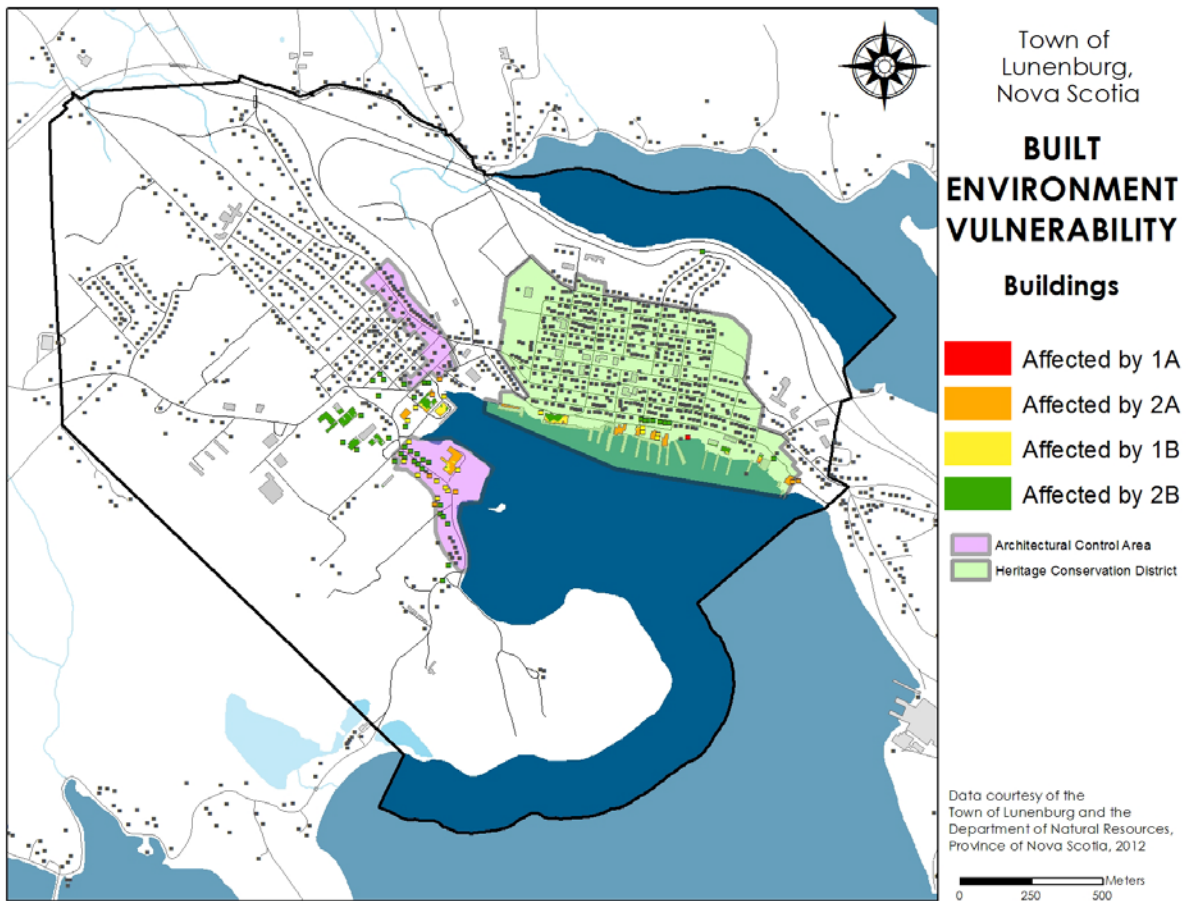 Town of
Lunenburg,
Nova Scotia
BUILT
ENVIRONMENT
VULNERABILITY
Buildings
Affected by 1A
Affected by 2A
Affected by 1B
Affected by 2B
Architectural Control Area
Heritage Conservation District
Data courtesy of the
Town of Lunenburg and the
Department of Natural Resources,
Province of Nova Scotia, 2012
Meters
0 250 500